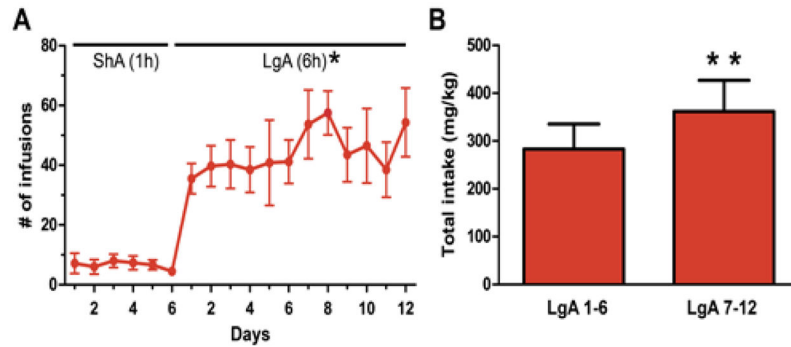 A
ShA (1h)
LgA (6h)*
# of infusions
80
60
40
20
0
2 4 6 2 4 6 8 10 12
Days
B
**
Total intake (mg/kg)
500
400
300
200
100
0
LgA 1-6 LgA 7-12